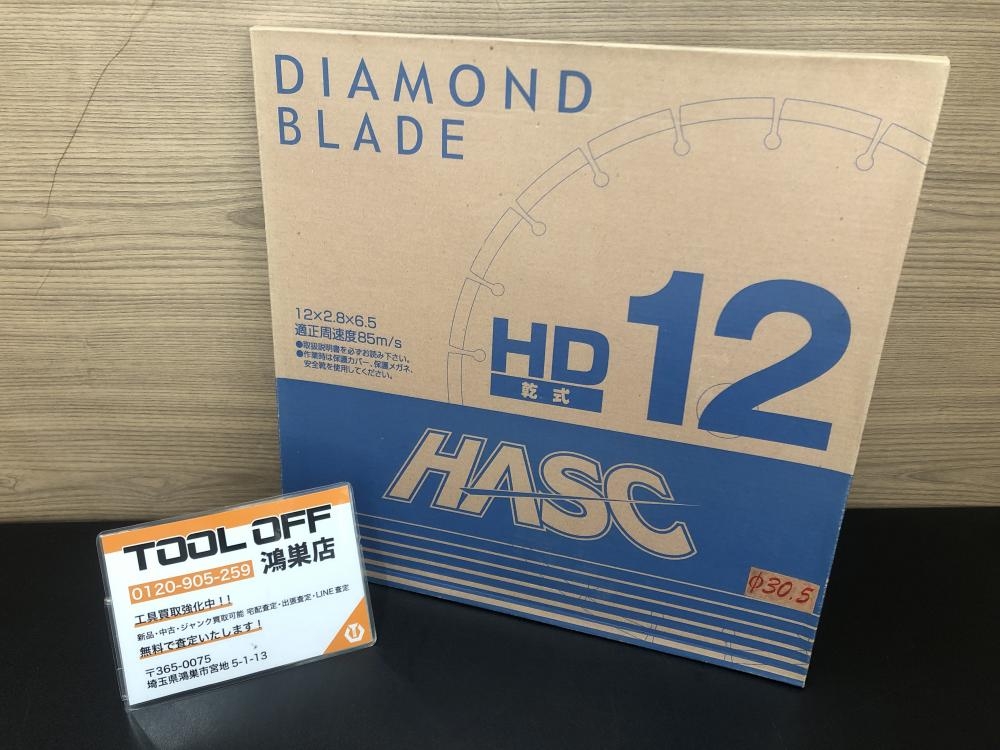 DIAMOND
BLADE
12×2.8×6.5
適正周速度85m/s
●取扱説明書を必ずお読み下さい。
●作業時は保護カバー、保護メガネ、
安全靴を使用してください。
HD
乾式
12
HASC
φ30.5
TOOL OFF
鴻巣店
0120-905-259
工具買取強化中!!
新品・中古・ジャンク買取可能 宅配査定・出張査定・LINE査定
無料で査定いたします!
〒365-0075
埼玉県鴻巣市宮地 5-1-13